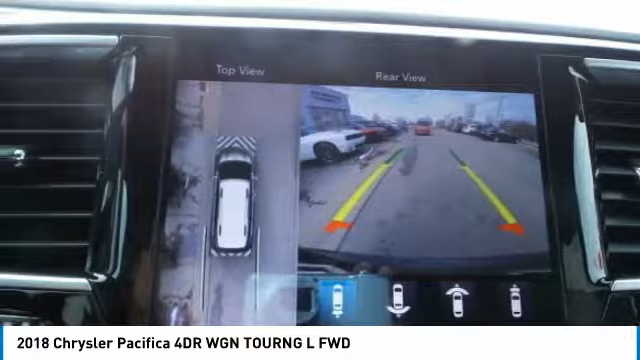 Top View
Rear View
2018 Chrysler Pacifica 4DR WGN TOURNG L FWD